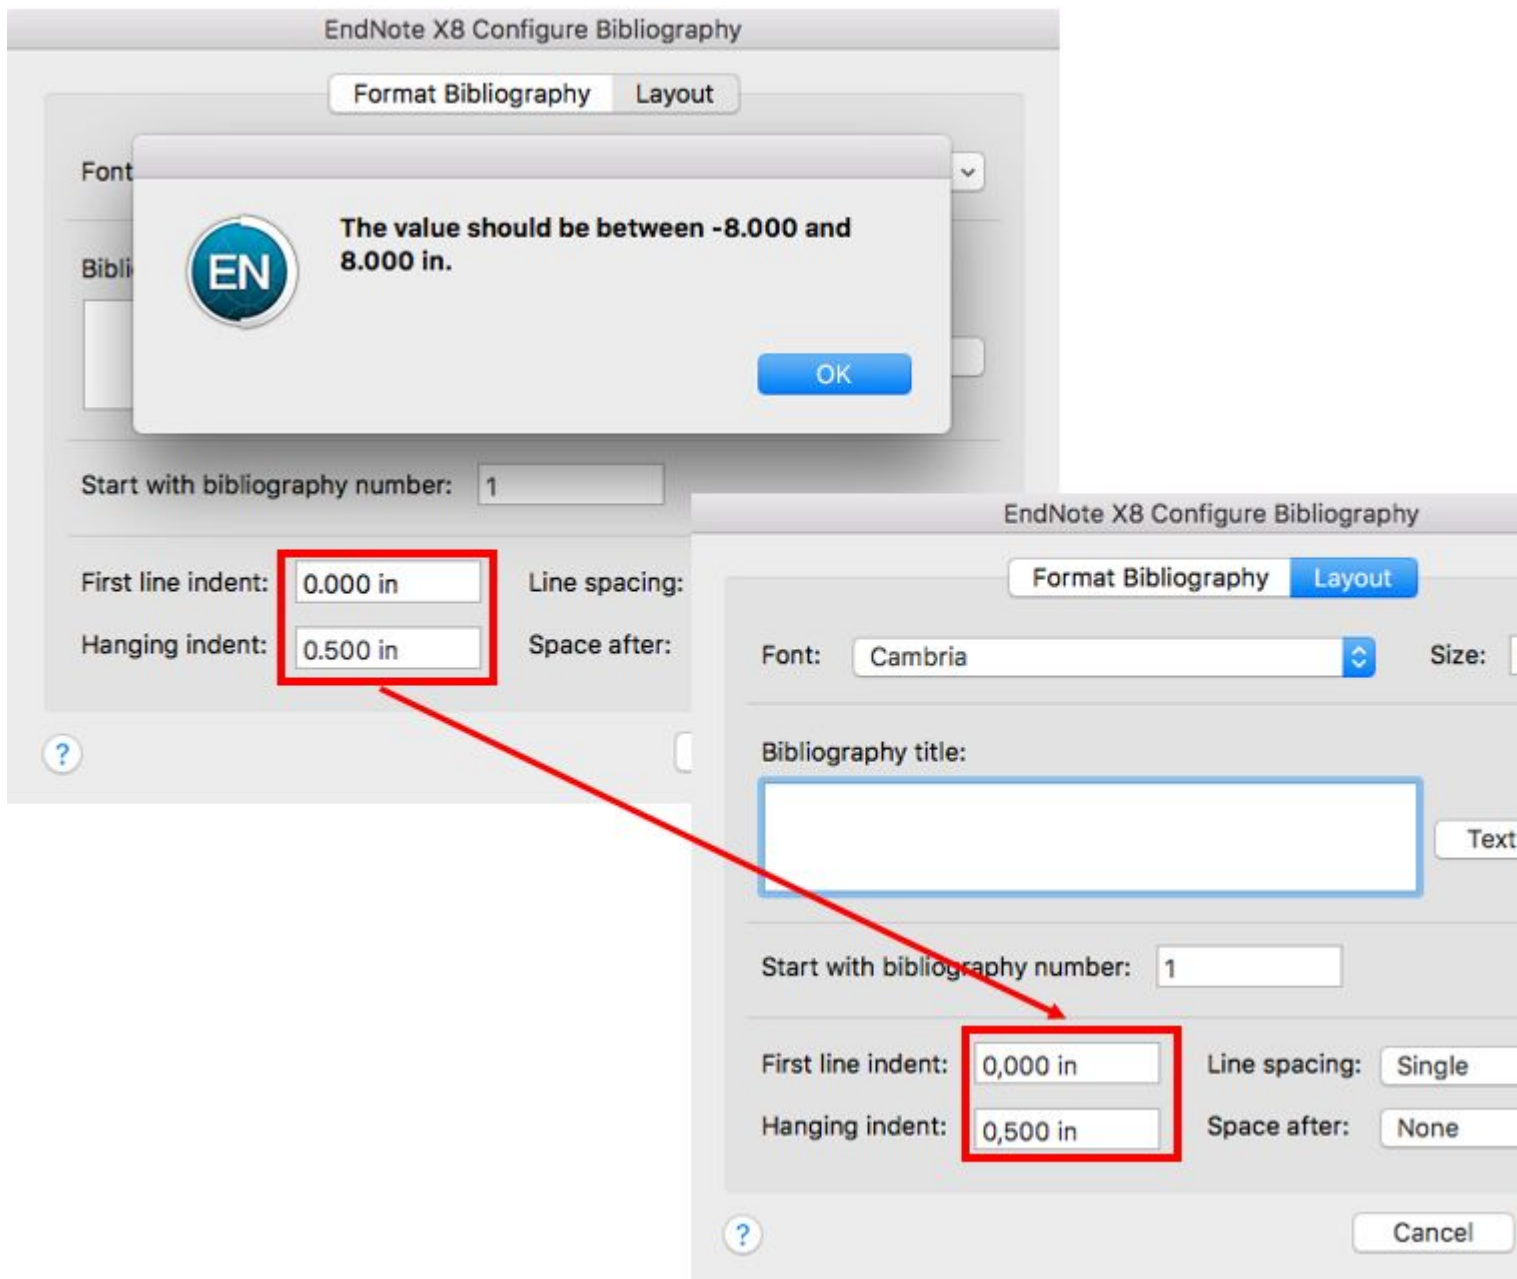 EndNote X8 Configure Bibliography
Format Bibliography Layout
Font
The value should be between -8.000 and
8.000 in.
EN
Bibli
OK
Start with bibliography number: 1
First line indent: 0.000 in Line spacing:
Hanging indent: 0.500 in Space after:
?
EndNote X8 Configure Bibliography
Format Bibliography Layout
Font: Cambria Size:
Bibliography title:
Text
Start with bibliography number: 1
First line indent: 0,000 in Line spacing: Single
Hanging indent: 0,500 in Space after: None
? Cancel